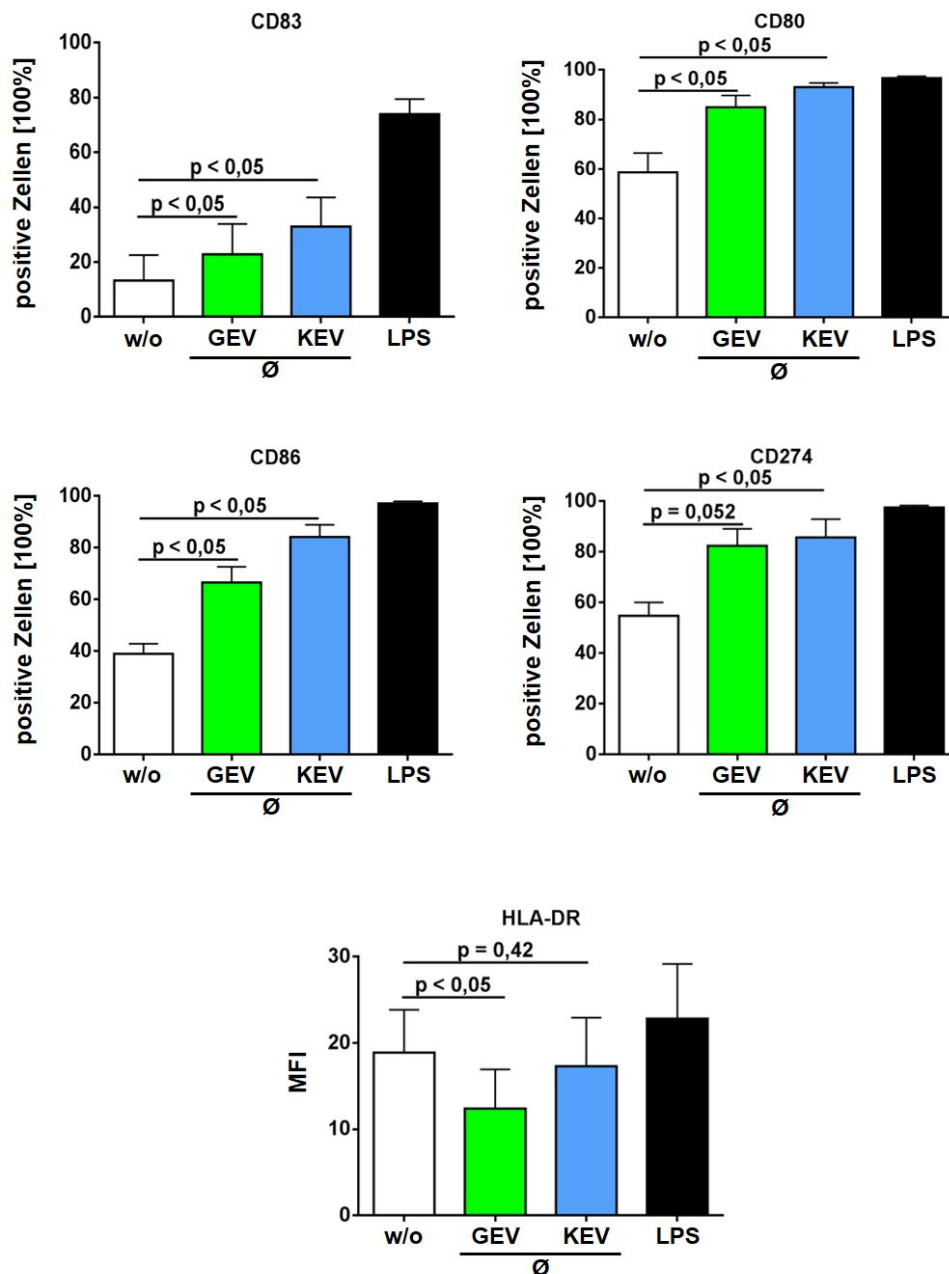 CD83
positive Zellen [100%]
100
80
60
40
20
0
p < 0,05
p < 0,05
w/o GEV KEV LPS
Ø
CD80
positive Zellen [100%]
100
80
60
40
20
0
p < 0,05
p < 0,05
w/o GEV KEV LPS
Ø
CD86
positive Zellen [100%]
100
80
60
40
20
0
p < 0,05
p < 0,05
w/o GEV KEV LPS
Ø
CD274
positive Zellen [100%]
100
80
60
40
20
0
p < 0,05
p = 0,052
w/o GEV KEV LPS
Ø
HLA-DR
MFI
30
20
10
0
p = 0,42
p < 0,05
w/o GEV KEV LPS
Ø